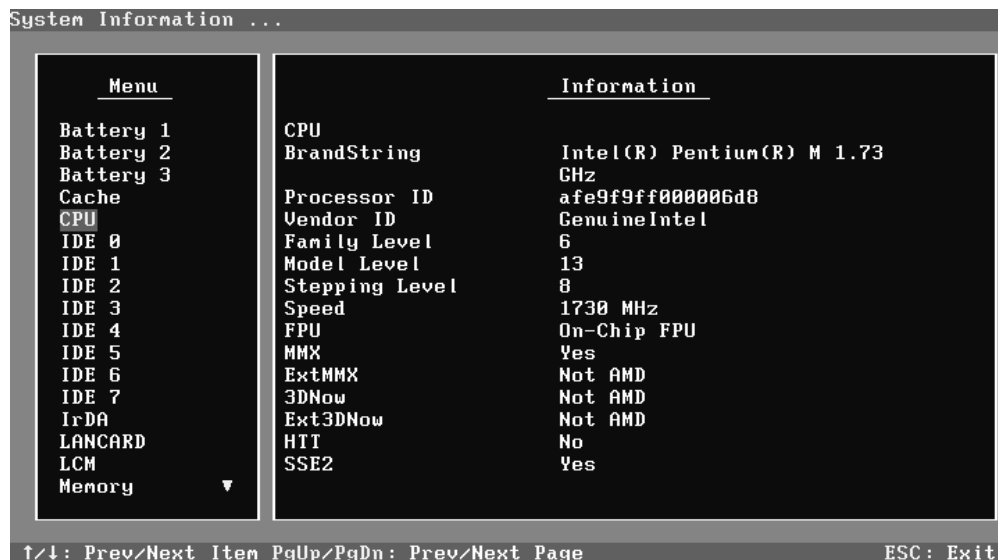 System Information ...
Menu
Information
Battery 1
Battery 2
Battery 3
Cache
CPU
IDE 0
IDE 1
IDE 2
IDE 3
IDE 4
IDE 5
IDE 6
IDE 7
IrDA
LANCARD
LCM
Memory ▼
CPU
BrandString Intel(R) Pentium(R) M 1.73
GHz
Processor ID afe9f9ff000006d8
Vendor ID GenuineIntel
Family Level 6
Model Level 13
Stepping Level 8
Speed 1730 MHz
FPU On-Chip FPU
MMX Yes
ExtMMX Not AMD
3DNow Not AMD
Ext3DNow Not AMD
HTT No
SSE2 Yes
↑/↓: Prev/Next Item PgUp/PgDn: Prev/Next Page ESC: Exit